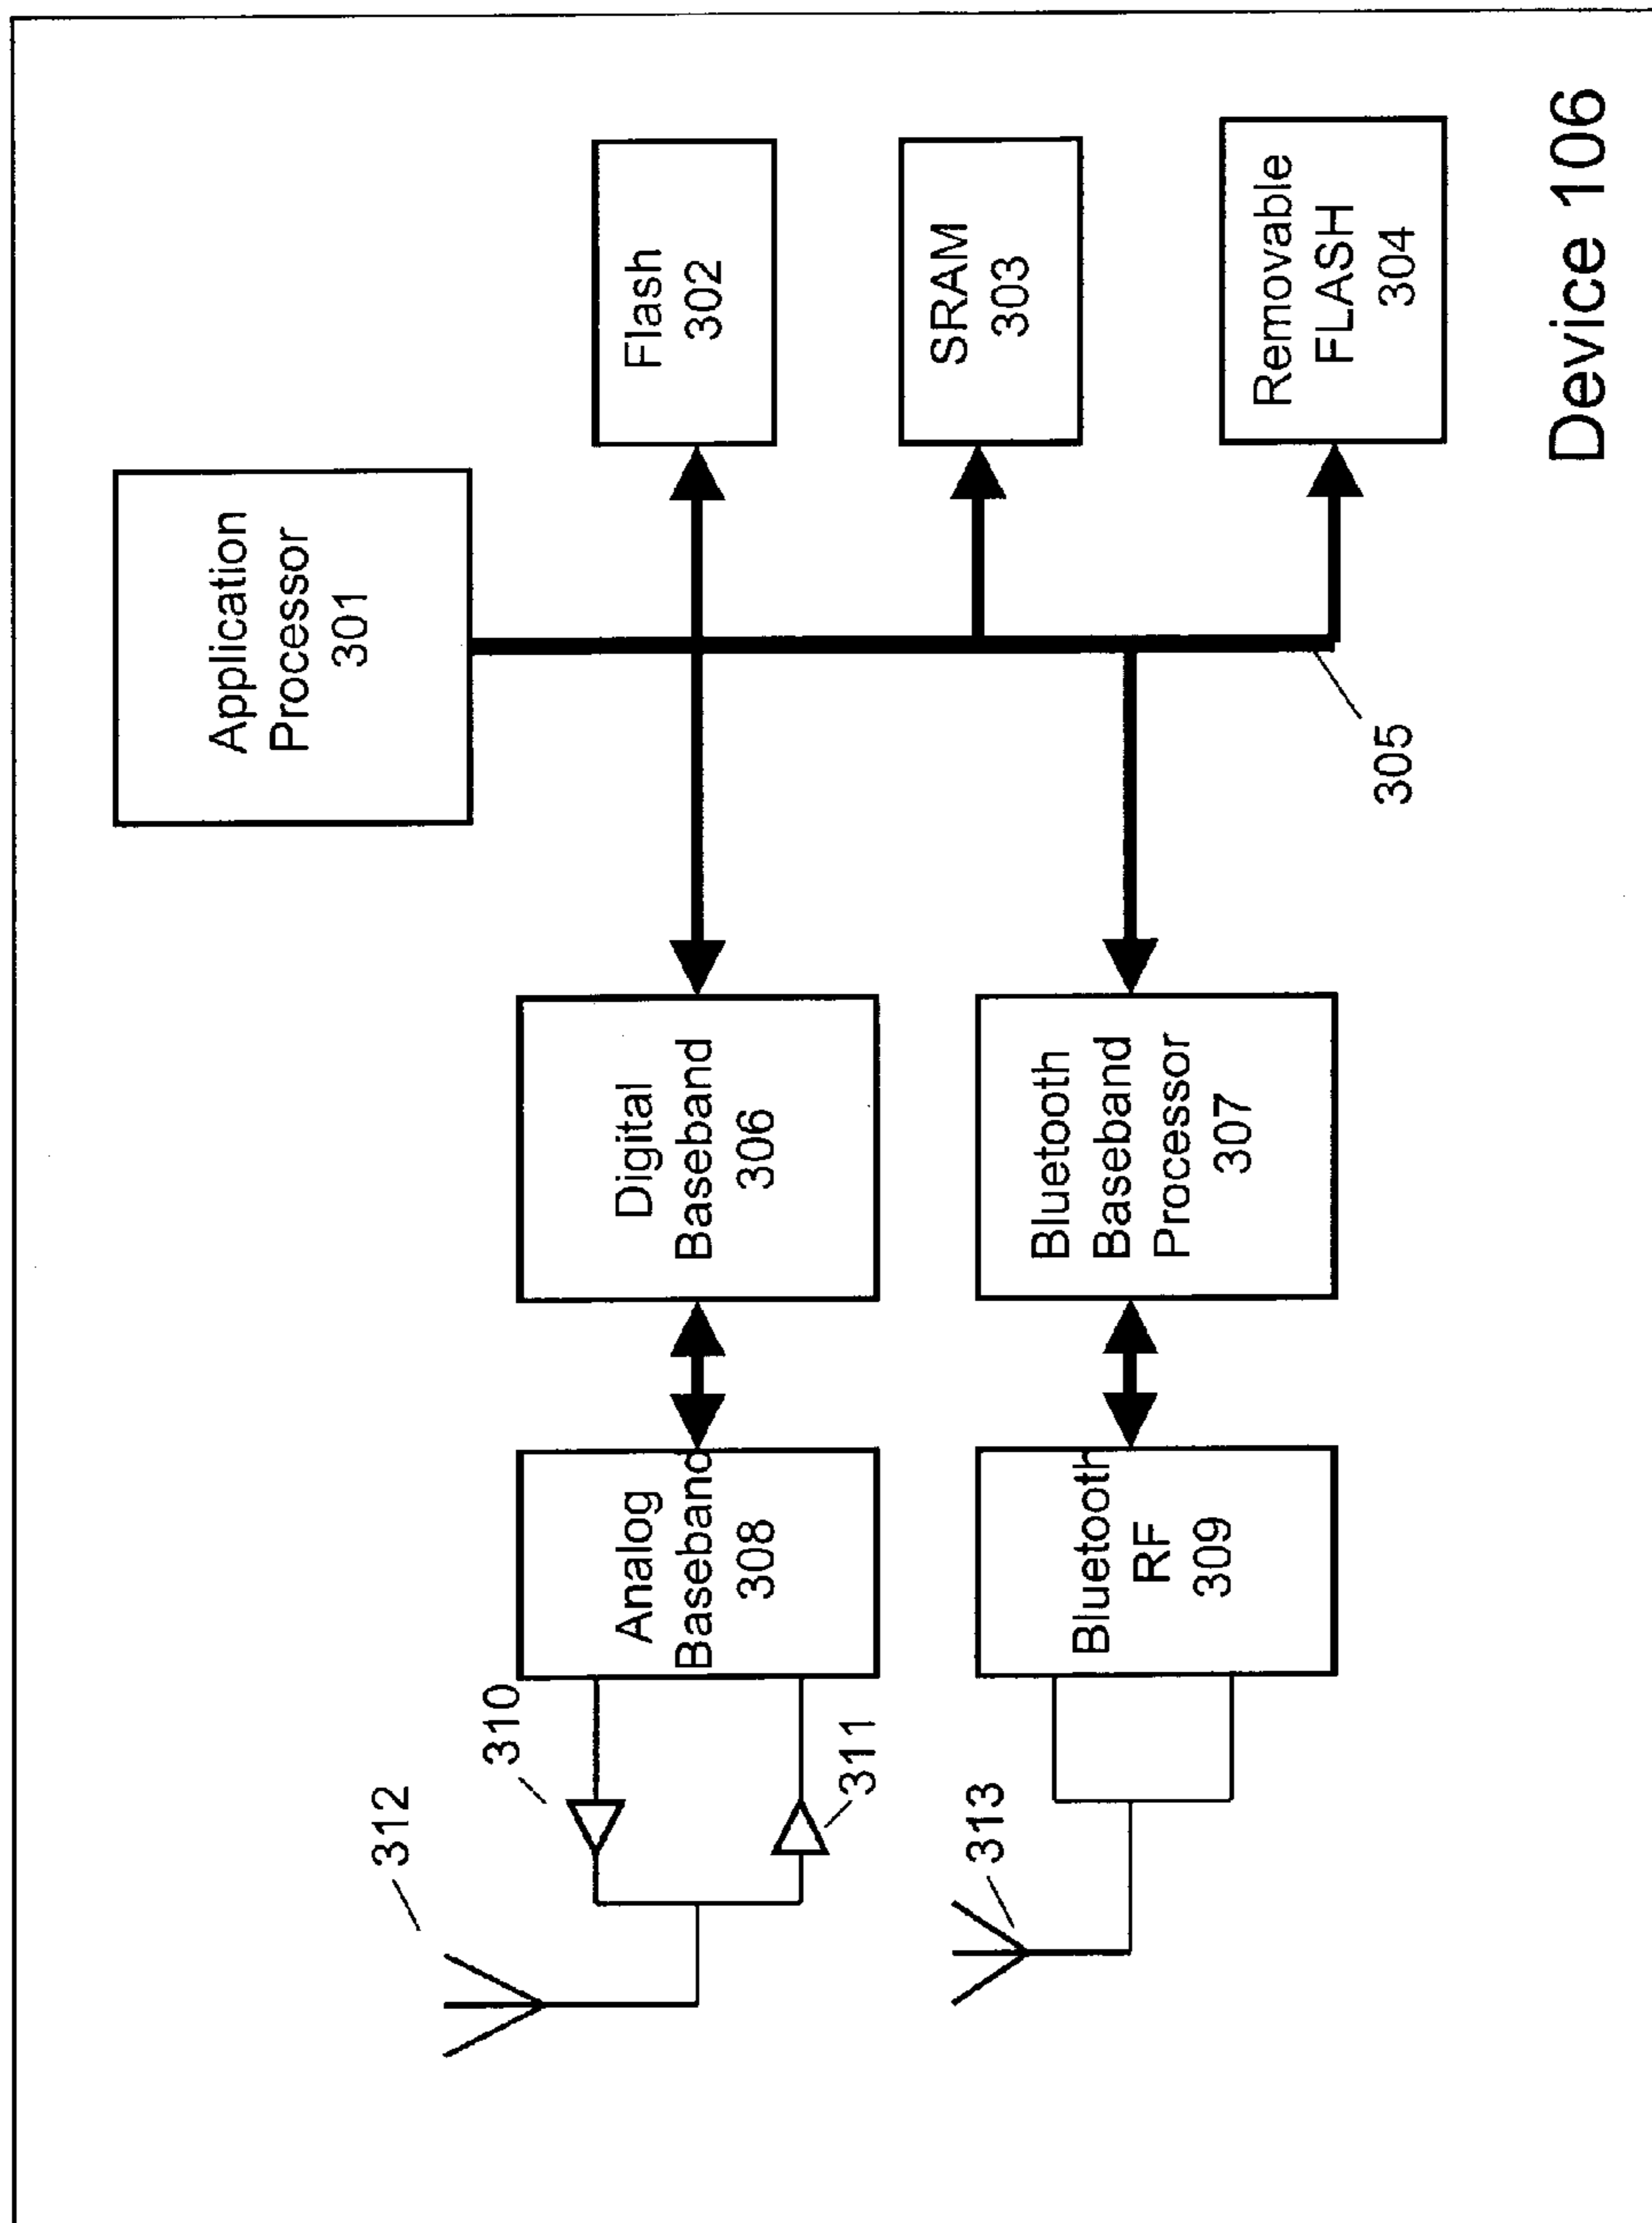 Application
Processor
301
Flash
302
SRAM
303
Removable
FLASH
304
305
Digital
Baseband
306
Bluetooth
Baseband
Processor
307
Analog
Baseband
308
Bluetooth
RF
309
310
311
312
313
Device 106